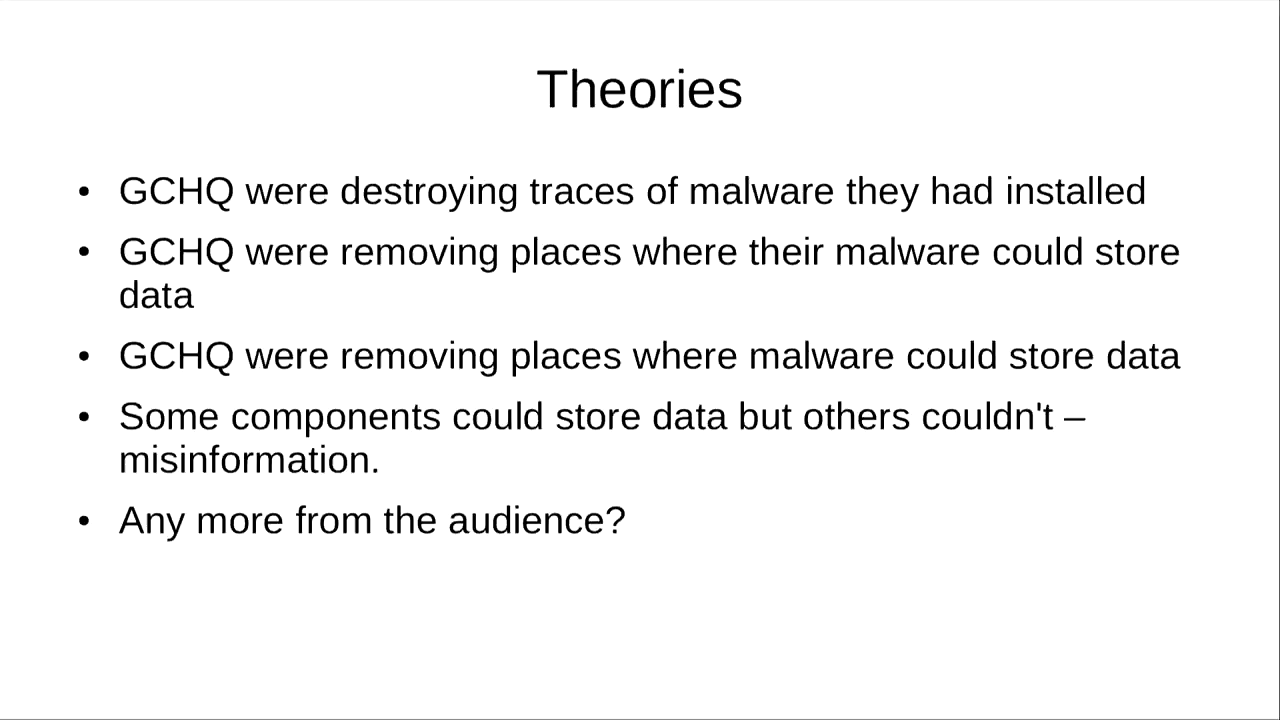 Theories
• GCHQ were destroying traces of malware they had installed
• GCHQ were removing places where their malware could store
data
• GCHQ were removing places where malware could store data
• Some components could store data but others couldn't –
misinformation.
• Any more from the audience?